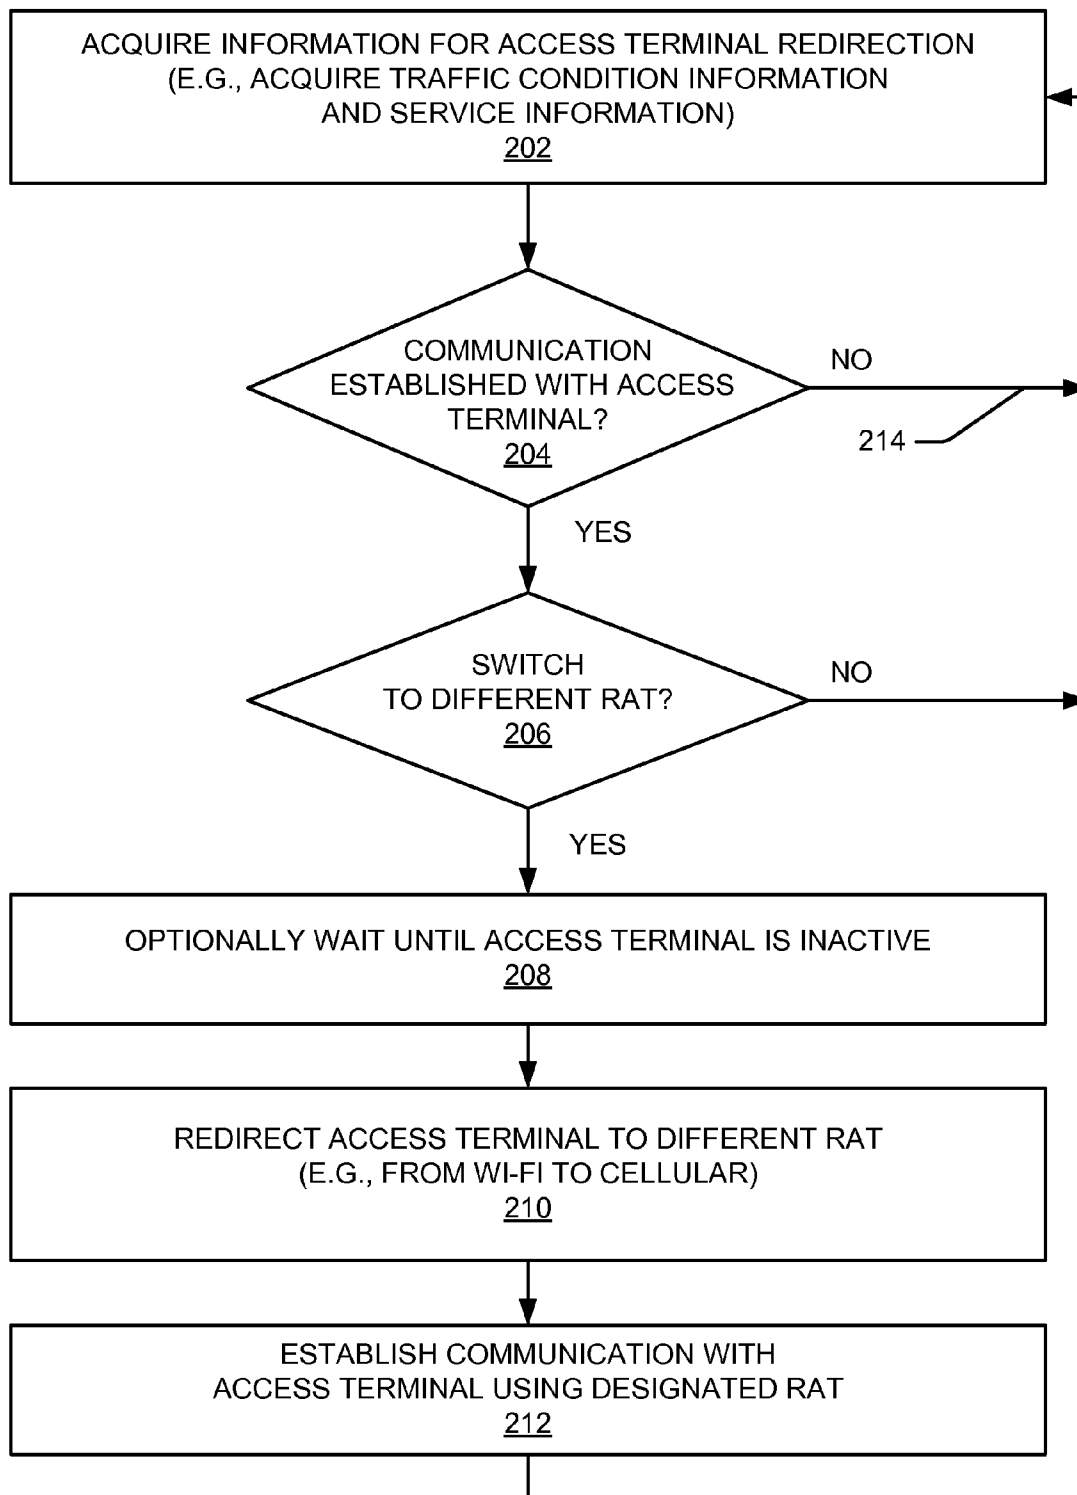 ACQUIRE INFORMATION FOR ACCESS TERMINAL REDIRECTION
(E.G., ACQUIRE TRAFFIC CONDITION INFORMATION
AND SERVICE INFORMATION)
202
COMMUNICATION
ESTABLISHED WITH ACCESS
TERMINAL?
204
NO
214
YES
SWITCH
TO DIFFERENT RAT?
206
NO
YES
OPTIONALLY WAIT UNTIL ACCESS TERMINAL IS INACTIVE
208
REDIRECT ACCESS TERMINAL TO DIFFERENT RAT
(E.G., FROM WI-FI TO CELLULAR)
210
ESTABLISH COMMUNICATION WITH
ACCESS TERMINAL USING DESIGNATED RAT
212